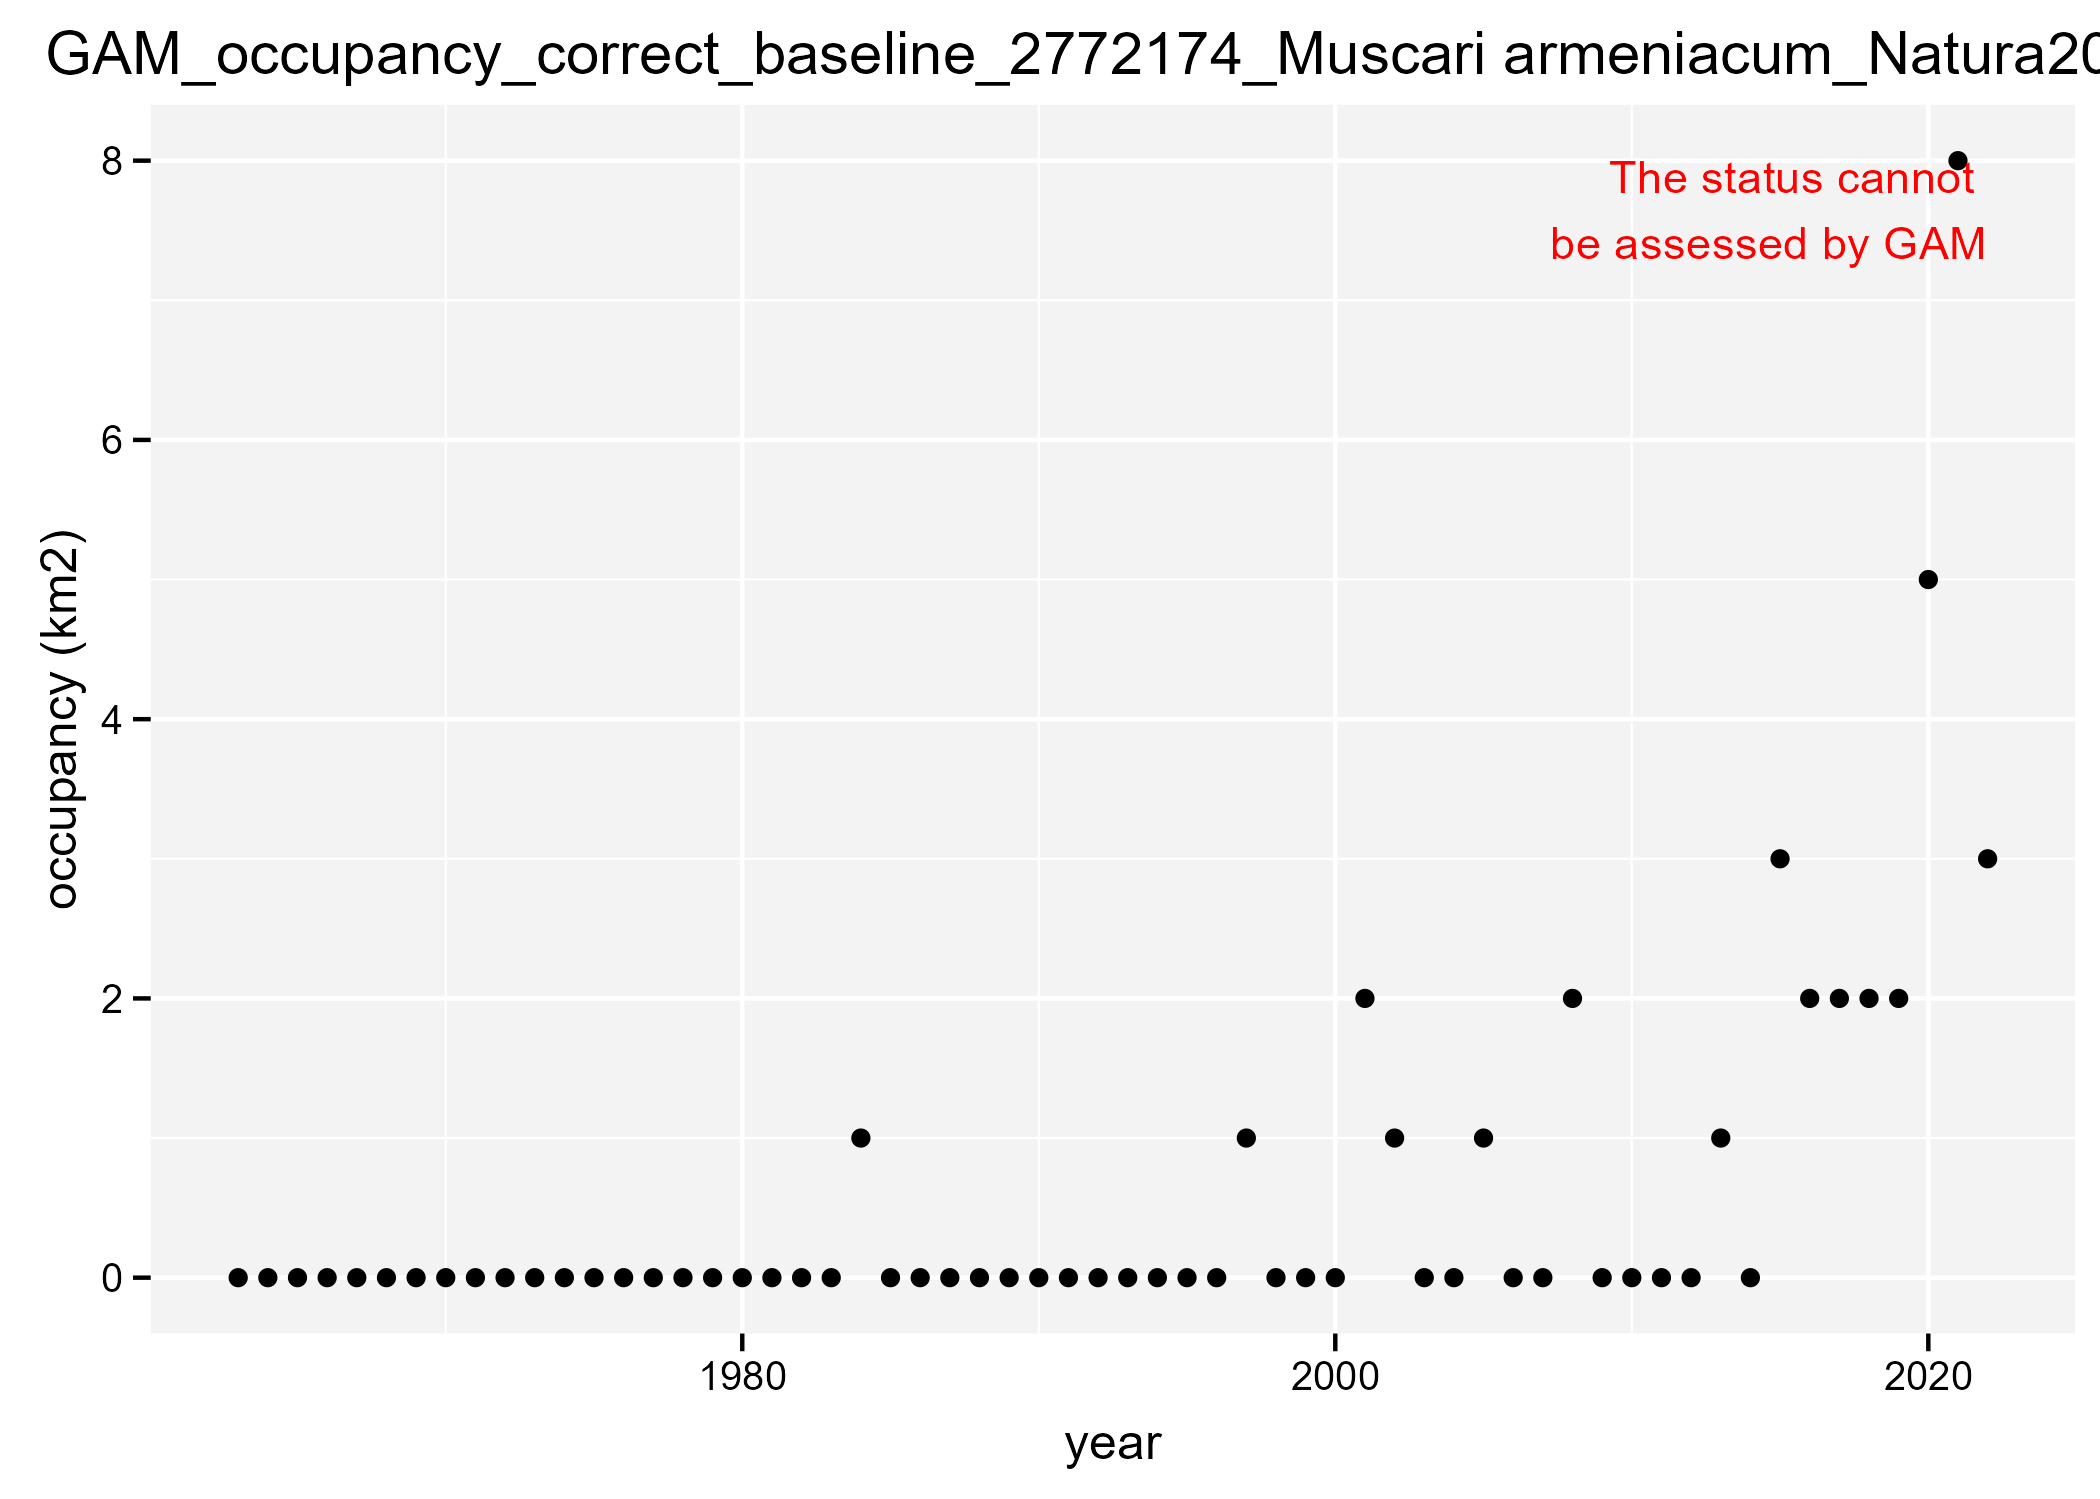 GAM_occupancy_correct_baseline_2772174_Muscari armeniacum_Natura20
8
The status cannot
be assessed by GAM
6
occupancy (km2)
4
2
0
1980 2000 2020
year